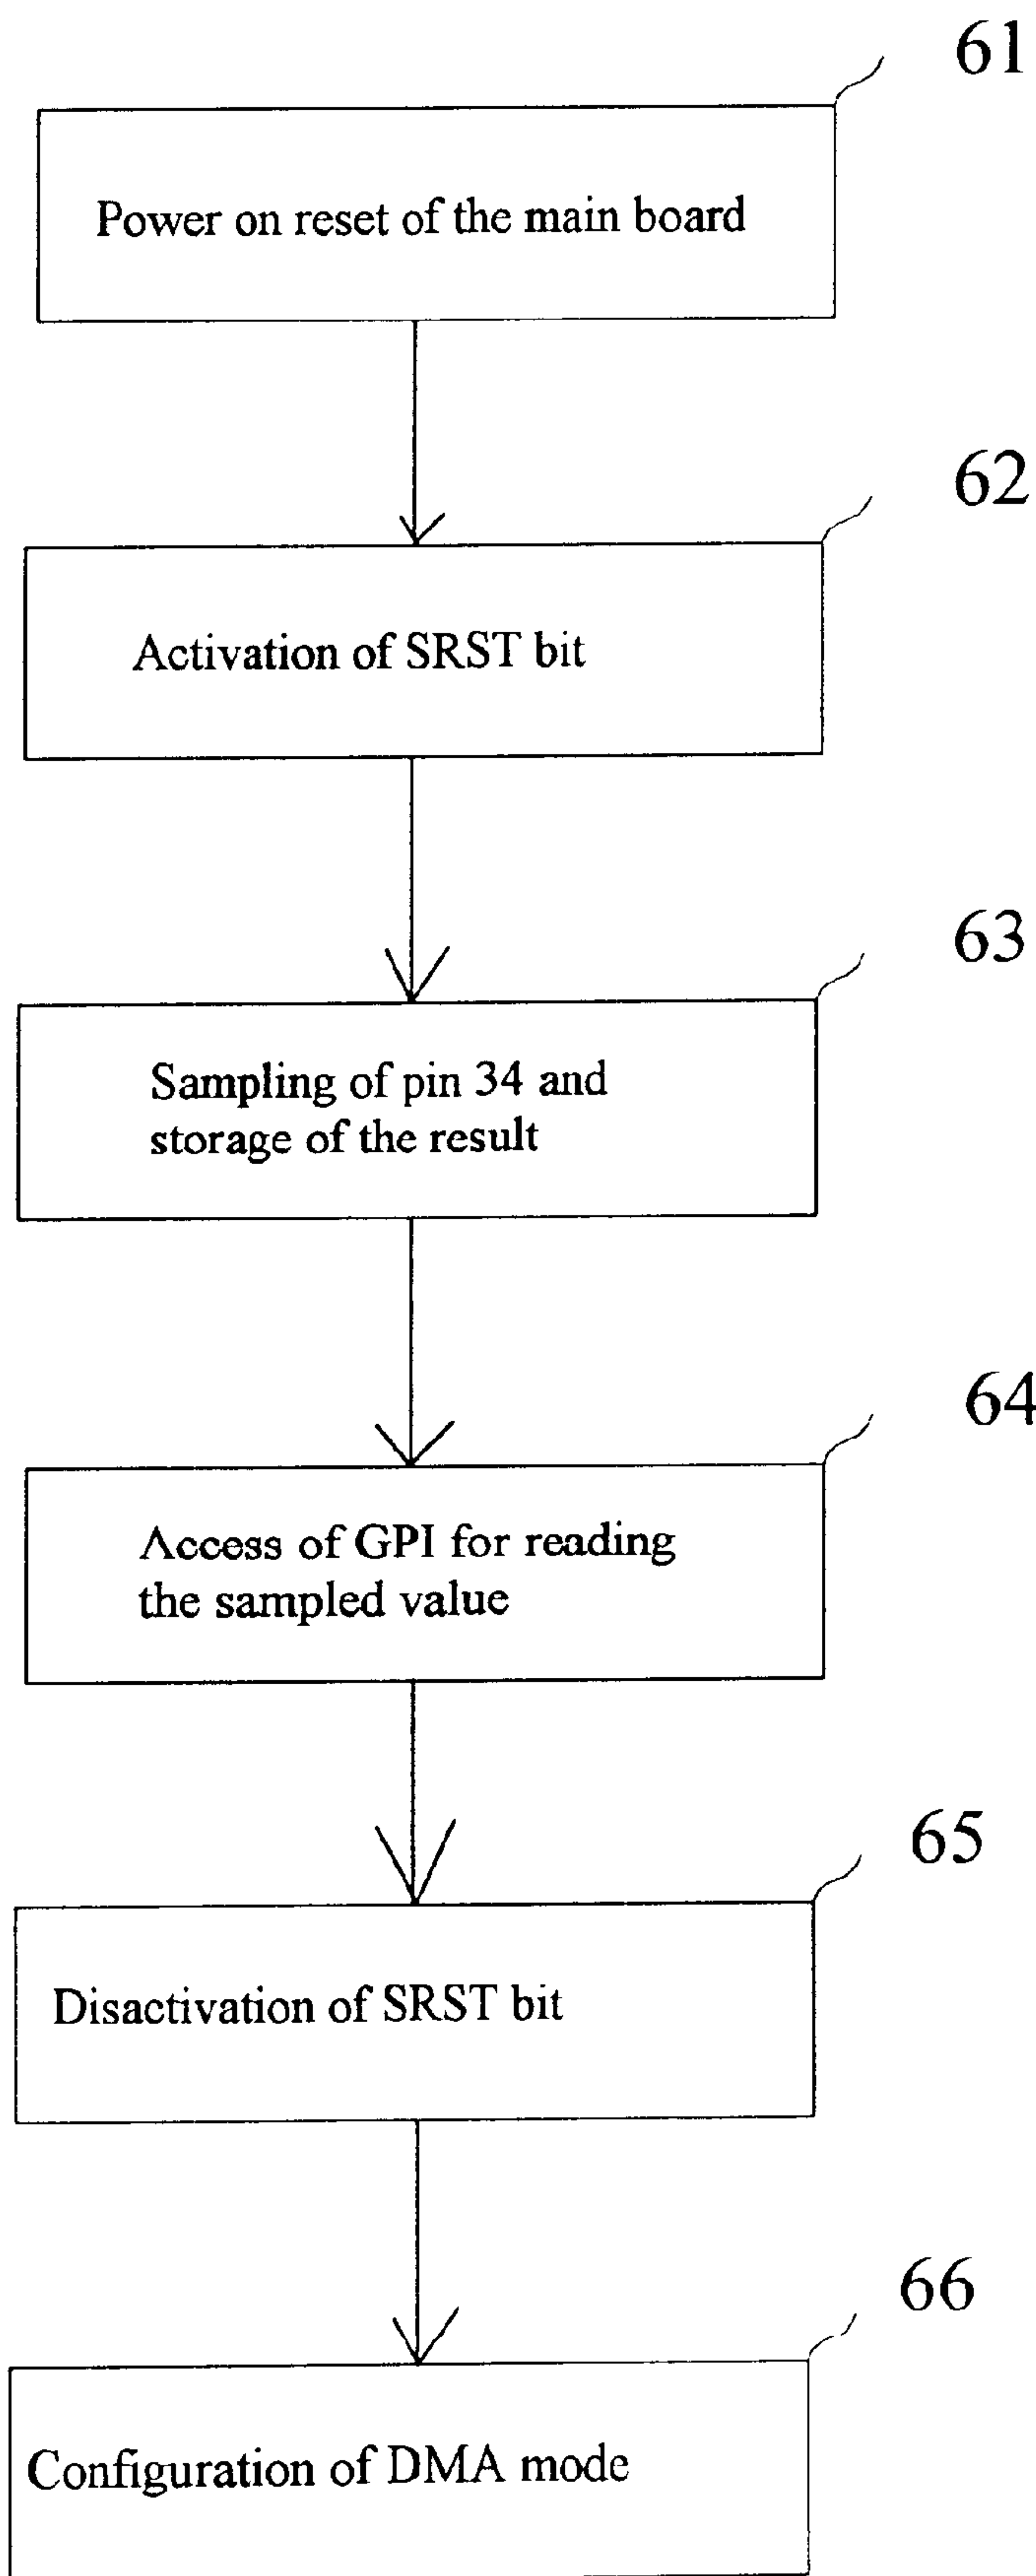 61
Power on reset of the main board
62
Activation of SRST bit
63
Sampling of pin 34 and
storage of the result
64
Access of GPI for reading
the sampled value
65
Disactivation of SRST bit
66
Configuration of DMA mode